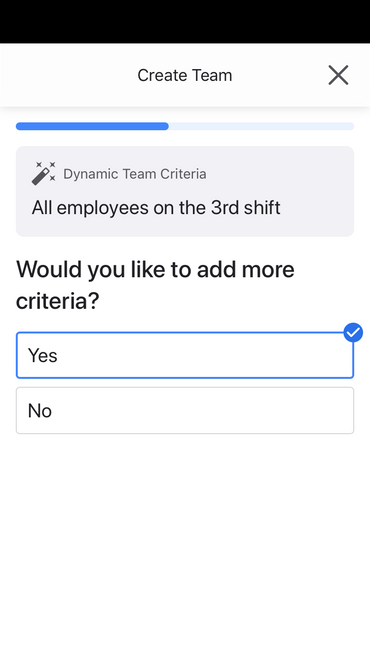 Create Team
Dynamic Team Criteria
All employees on the 3rd shift
Would you like to add more
criteria?
Yes
No